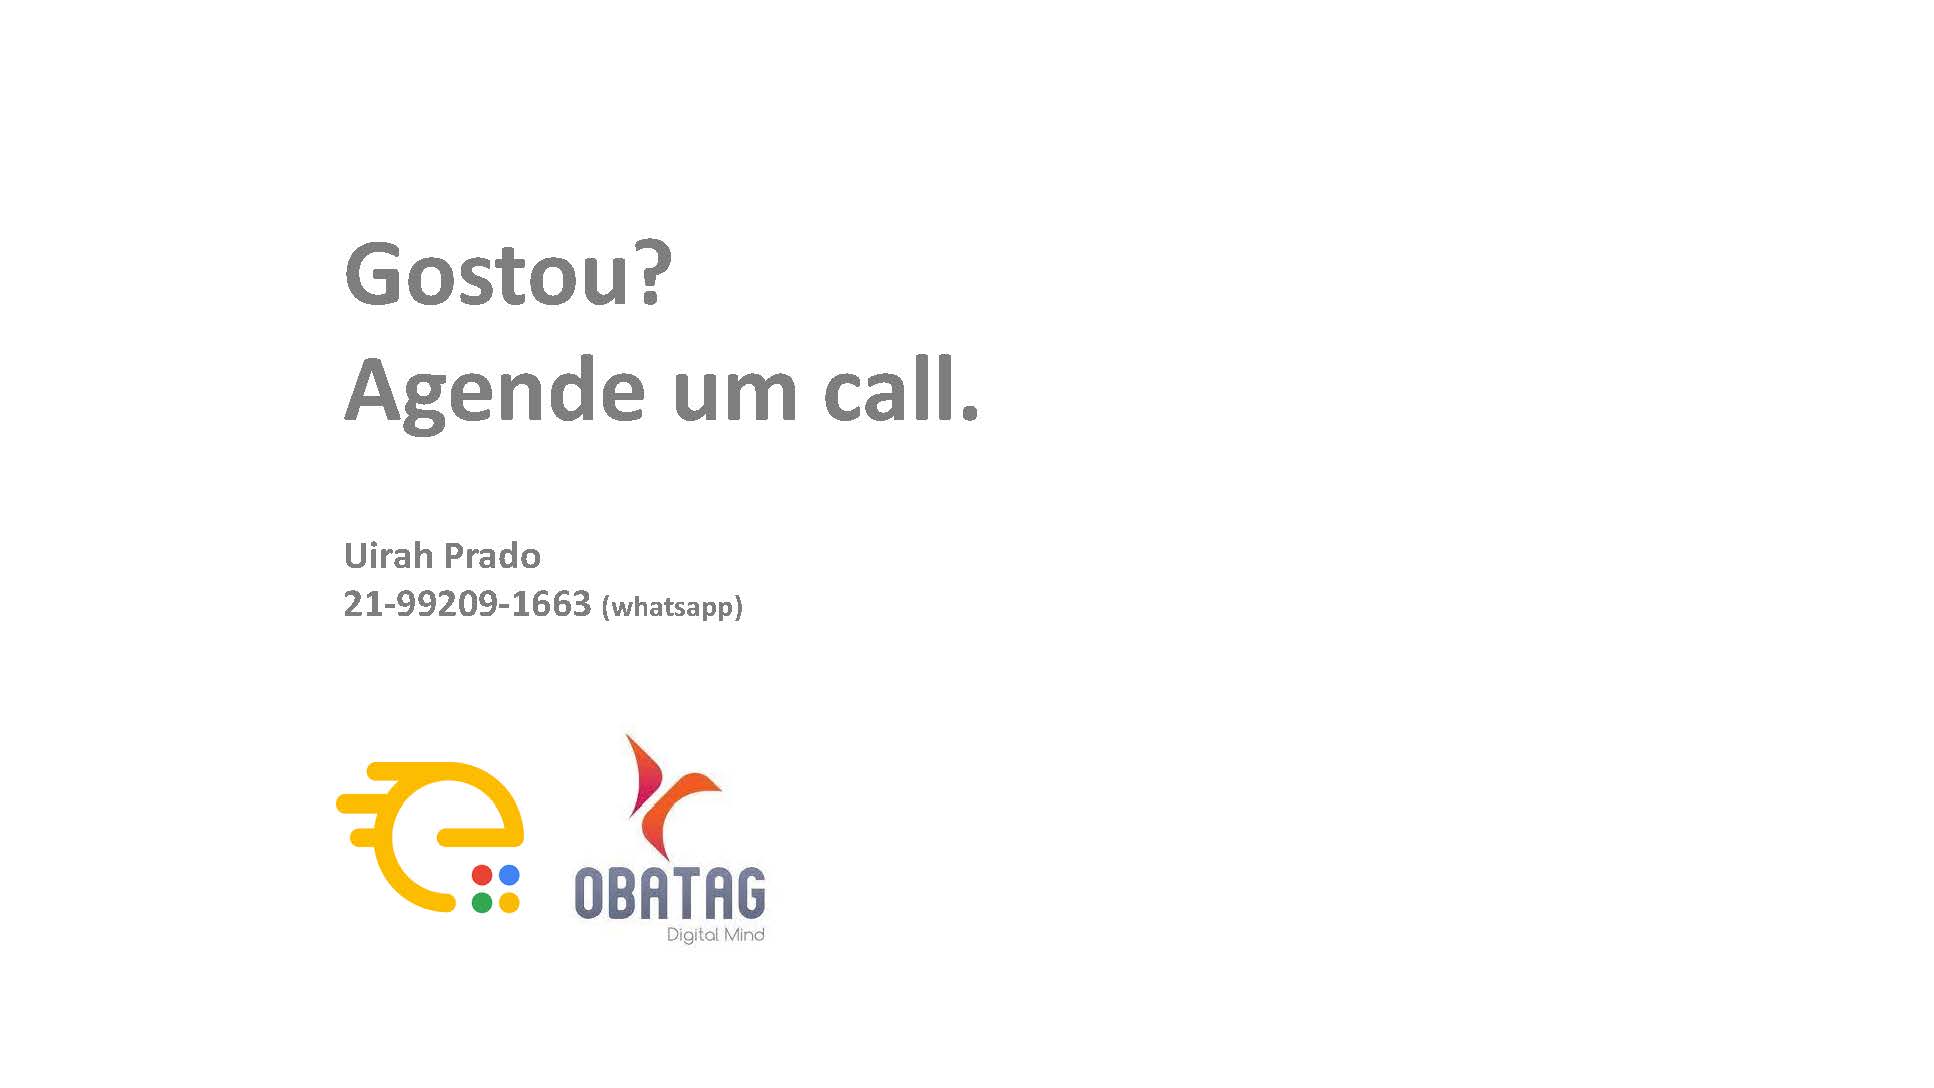 Gostou?
Agende um call.
Uirah Prado
21-99209-1663 (whatsapp)
OBATAG
Digital Mind